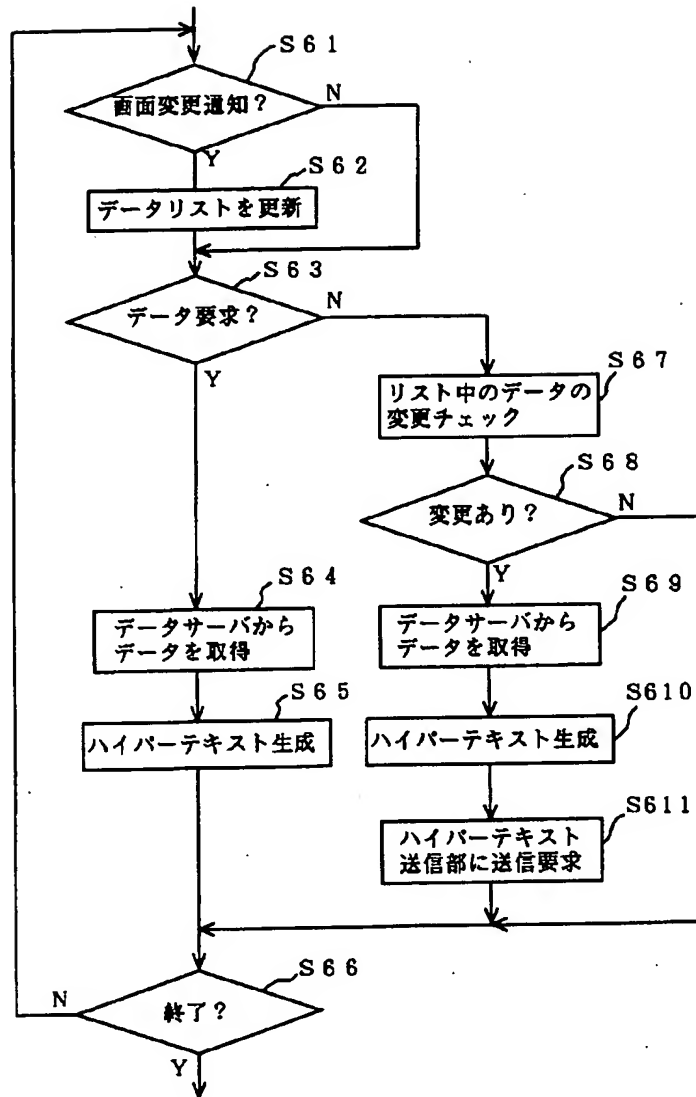 S61
画面変更通知?
N
Y
S62
データリストを更新
S63
データ要求?
N
Y
S67
リスト中のデータの
変更チェック
S68
変更あり?
N
Y
S64
データサーバから
データを取得
S65
ハイパーテキスト生成
S69
データサーバから
データを取得
S610
ハイパーテキスト生成
S611
ハイパーテキスト
送信部に送信要求
S66
終了?
N
Y